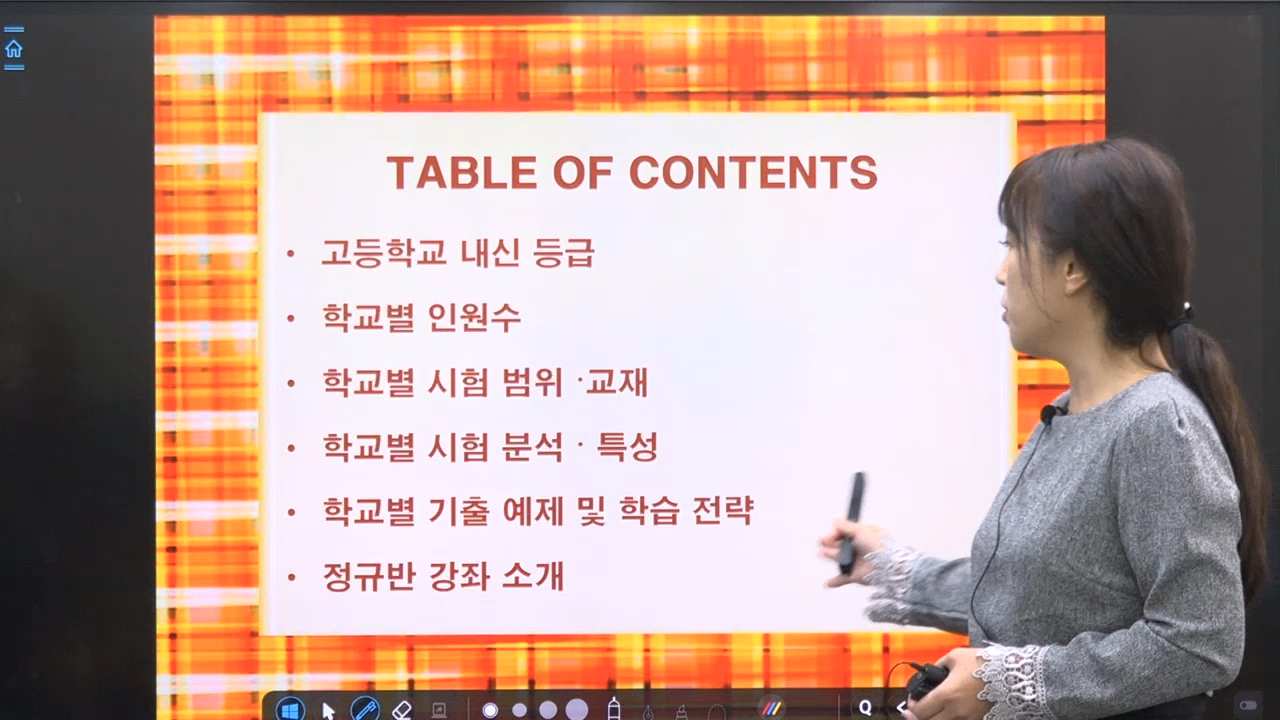 TABLE OF CONTENTS
• 고등학교 내신 등급
• 학교별 인원수
• 학교별 시험 범위 ·교재
• 학교별 시험 분석 · 특성
• 학교별 기출 예제 및 학습 전략
• 정규반 강좌 소개